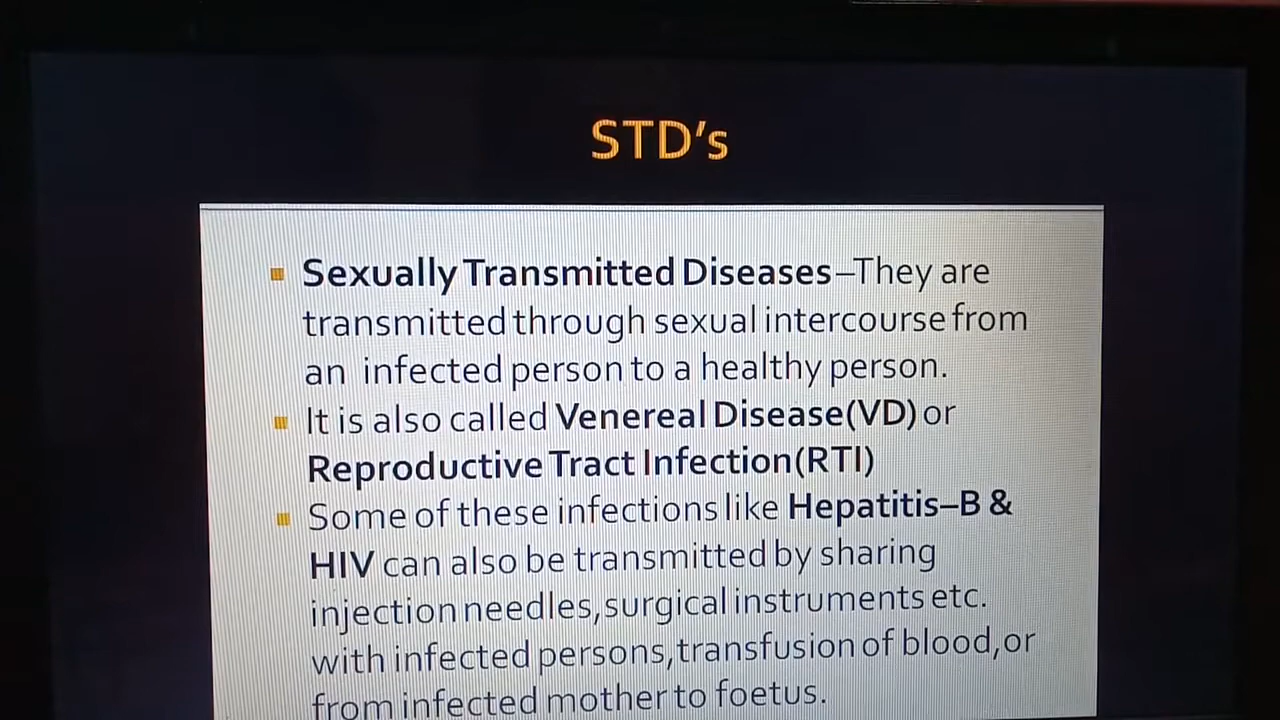 STD's
Sexually Transmitted Diseases–They are
transmitted through sexual intercourse from
an infected person to a healthy person.
It is also called Venereal Disease(VD) or
Reproductive Tract Infection(RTI)
Some of these infections like Hepatitis–B &
HIV can also be transmitted by sharing
injection needles,surgical instruments etc.
with infected persons,transfusion of blood,or
from infected mother to foetus.